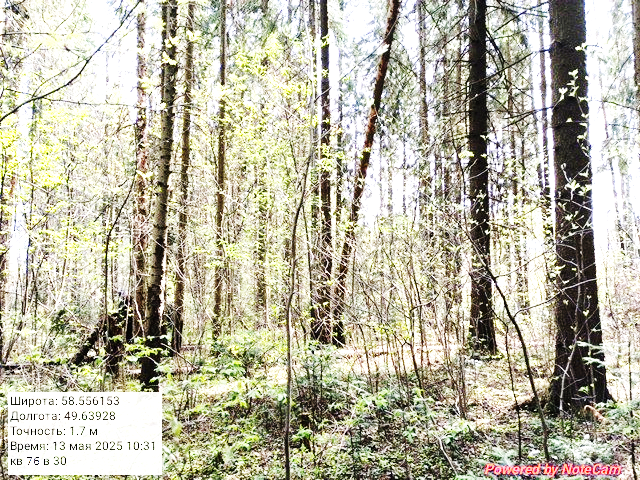 Широта: 58.556153
Долгота: 49.63928
Точность: 1.7 м
Время: 13 мая 2025 10:31
кв 76 в 30
Powered by NoteCam